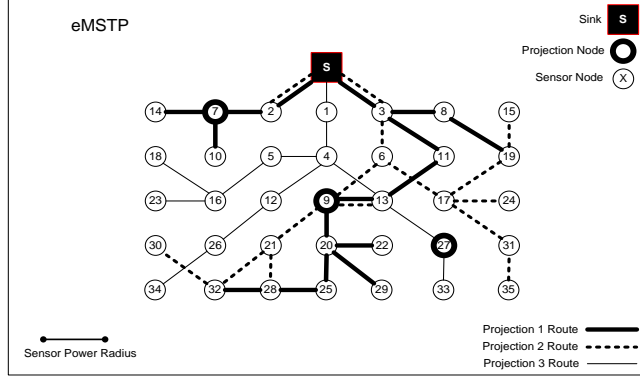 eMSTP
Sink S
Projection Node
Sensor Node X
S
14 7 2 1 3 8 15
18 10 5 4 6 11 19
23 16 12 9 13 17 24
30 26 21 20 22 27 31
34 32 28 25 29 33 35
Sensor Power Radius
Projection 1 Route
Projection 2 Route
Projection 3 Route